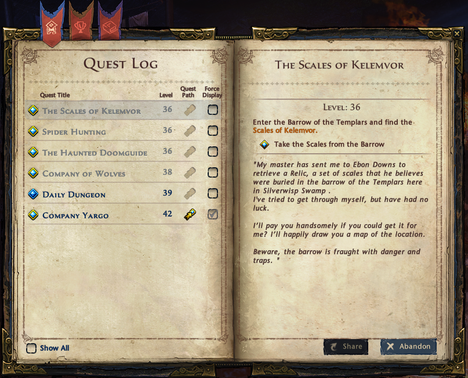 Quest Log
Quest Title Level Quest Path Force Display
The Scales of Kelemvor 36
Spider Hunting 36
The Haunted Doomguide 36
Company of Wolves 38
Daily Dungeon 39
Company Yargo 42
Show All
The Scales of Kelemvor
Level: 36
Enter the Barrow of the Templars and find the
Scales of Kelemvor.
Take the Scales from the Barrow
"My master has sent me to Ebon Downs to
retrieve a Relic, a set of scales that he believes
were buried in the barrow of the Templars here
in Silverwisp Swamp .
I've tried to get through myself, but have had no
luck.
I'll pay you handsomely if you could get it for
me? I'll happily draw you a map of the location.
Beware, the barrow is fraught with danger and
traps. "
Share
Abandon